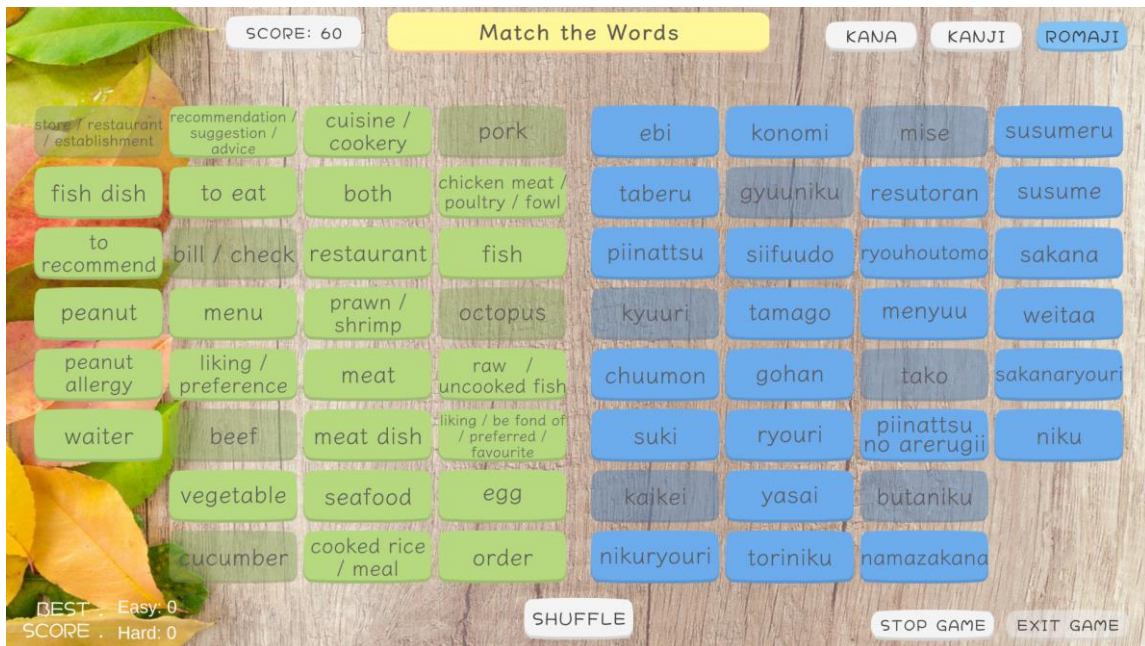 SCORE: 60
Match the Words
KANA
KANJI
ROMAJI
store / restaurant
/ establishment
recommendation /
suggestion /
advice
cuisine /
cookery
pork
ebi
konomi
mise
susumeru
fish dish
to eat
both
chicken meat /
poultry / fowl
taberu
gyuuniku
resutoran
susume
to
recommend
bill / check
restaurant
fish
piinattsu
siifuudo
ryouhoutomo
sakana
peanut
menu
prawn /
shrimp
octopus
kyuuri
tamago
menyuu
weitaa
peanut
allergy
liking /
preference
meat
raw /
uncooked fish
chuumon
gohan
tako
sakanaryouri
waiter
beef
meat dish
liking / be fond of
/ preferred /
favourite
suki
ryouri
piinattsu
no arerugii
niku
vegetable
seafood
egg
kaikei
yasai
butaniku
cucumber
cooked rice
/ meal
order
nikuryouri
toriniku
namazakana
BEST . Easy: 0
SCORE . Hard: 0
SHUFFLE
STOP GAME
EXIT GAME